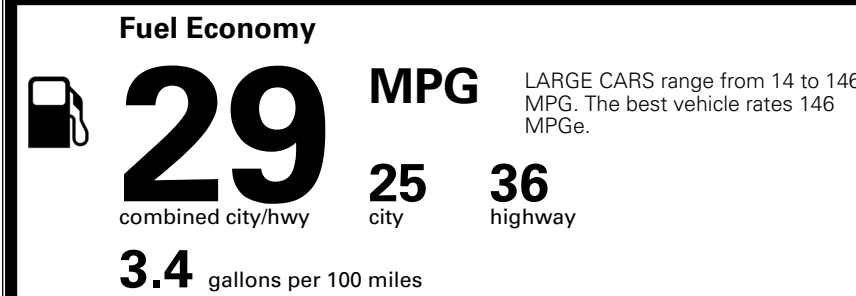 Fuel Economy
29 MPG
LARGE CARS range from 14 to 146
MPG. The best vehicle rates 146
MPGe.
combined city/hwy
25
city
36
highway
3.4 gallons per 100 miles